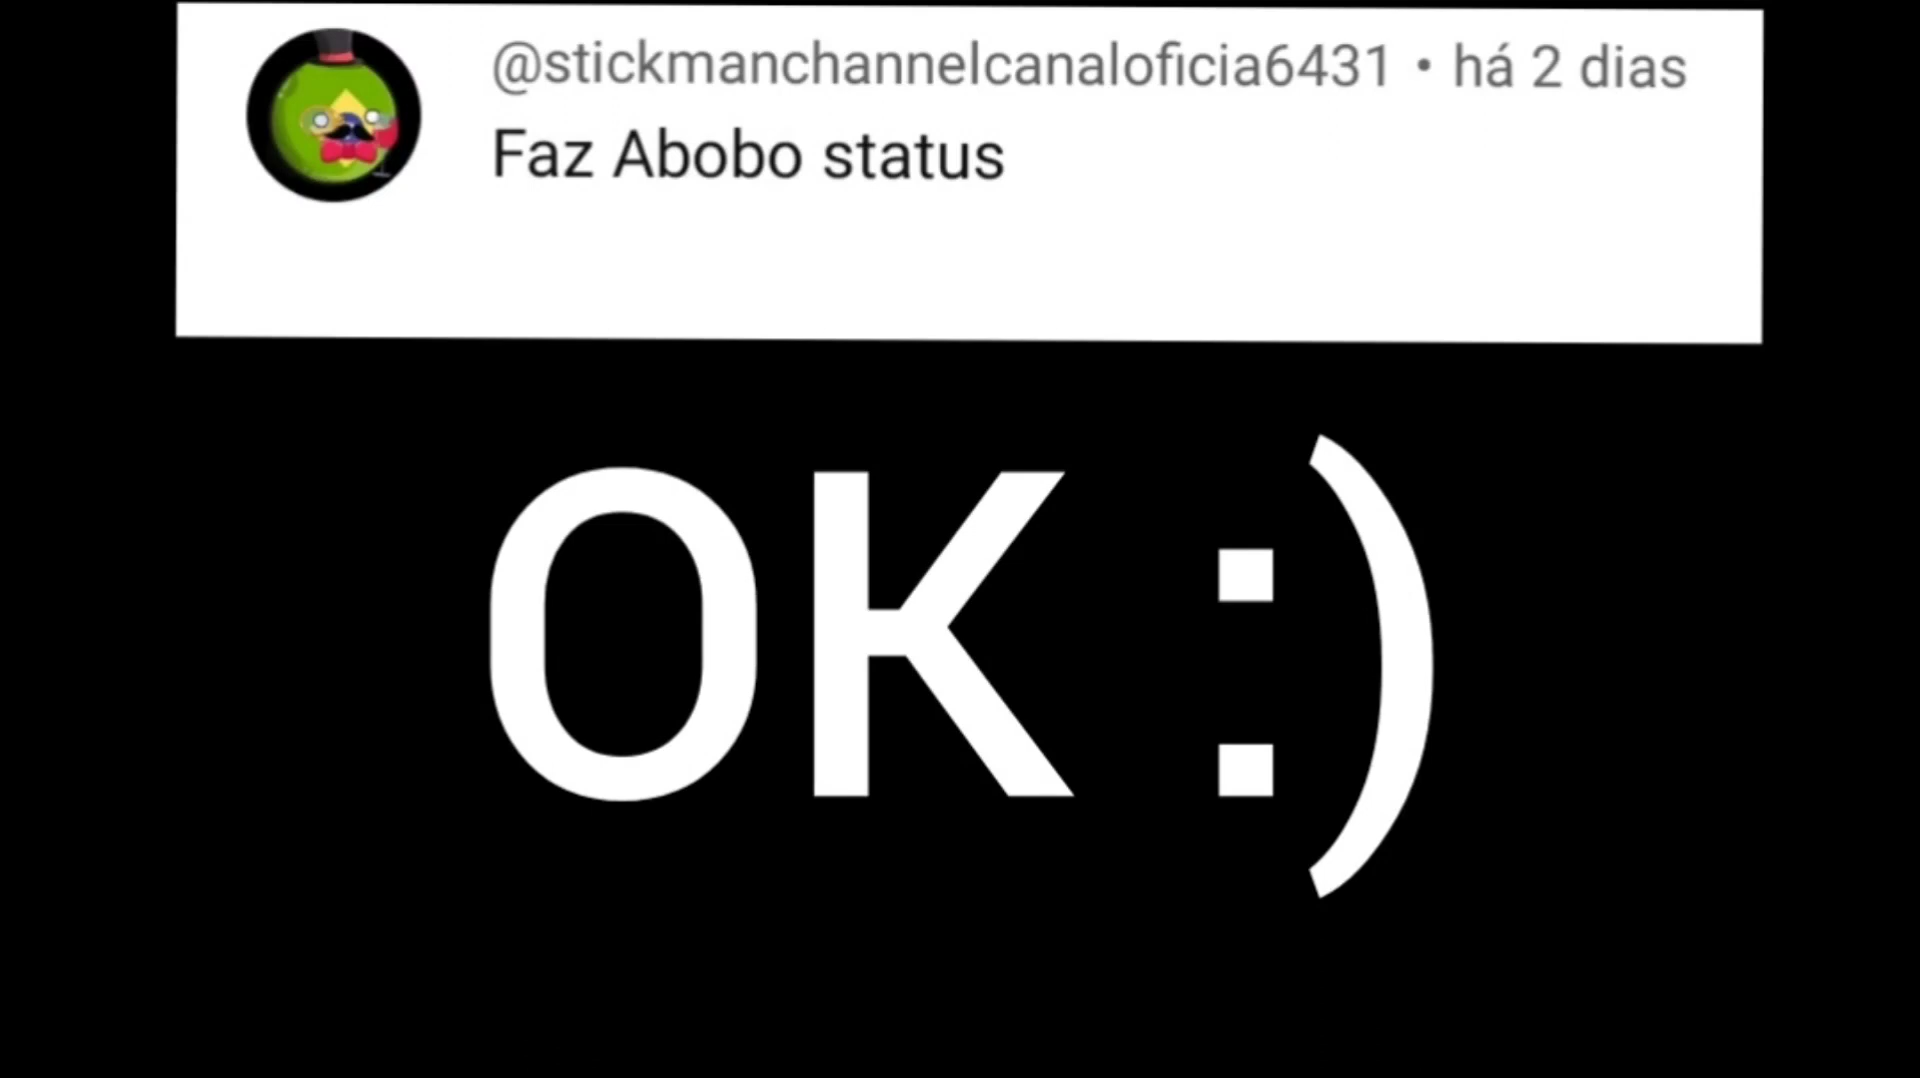 @stickmanchannelcanaloficia6431 • há 2 dias
Faz Abobo status
OK :)